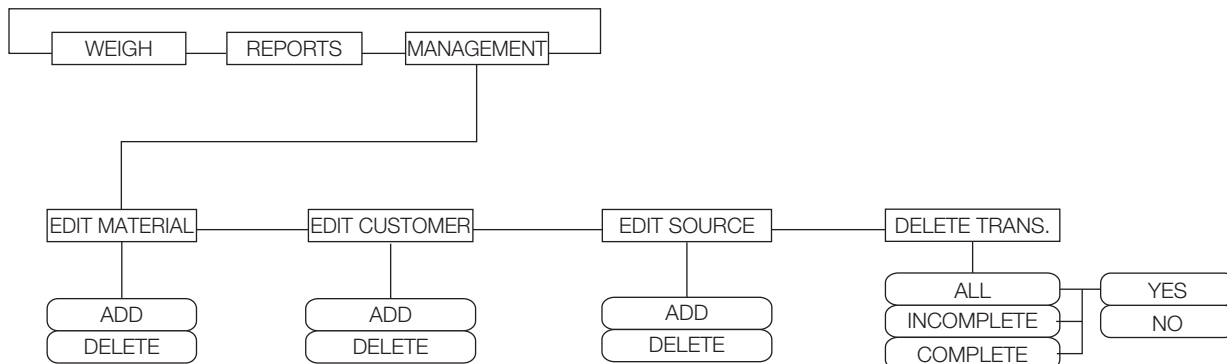 WEIGH
REPORTS
MANAGEMENT
EDIT MATERIAL
EDIT CUSTOMER
EDIT SOURCE
DELETE TRANS.
ADD
DELETE
ADD
DELETE
ADD
DELETE
ALL
INCOMPLETE
COMPLETE
YES
NO